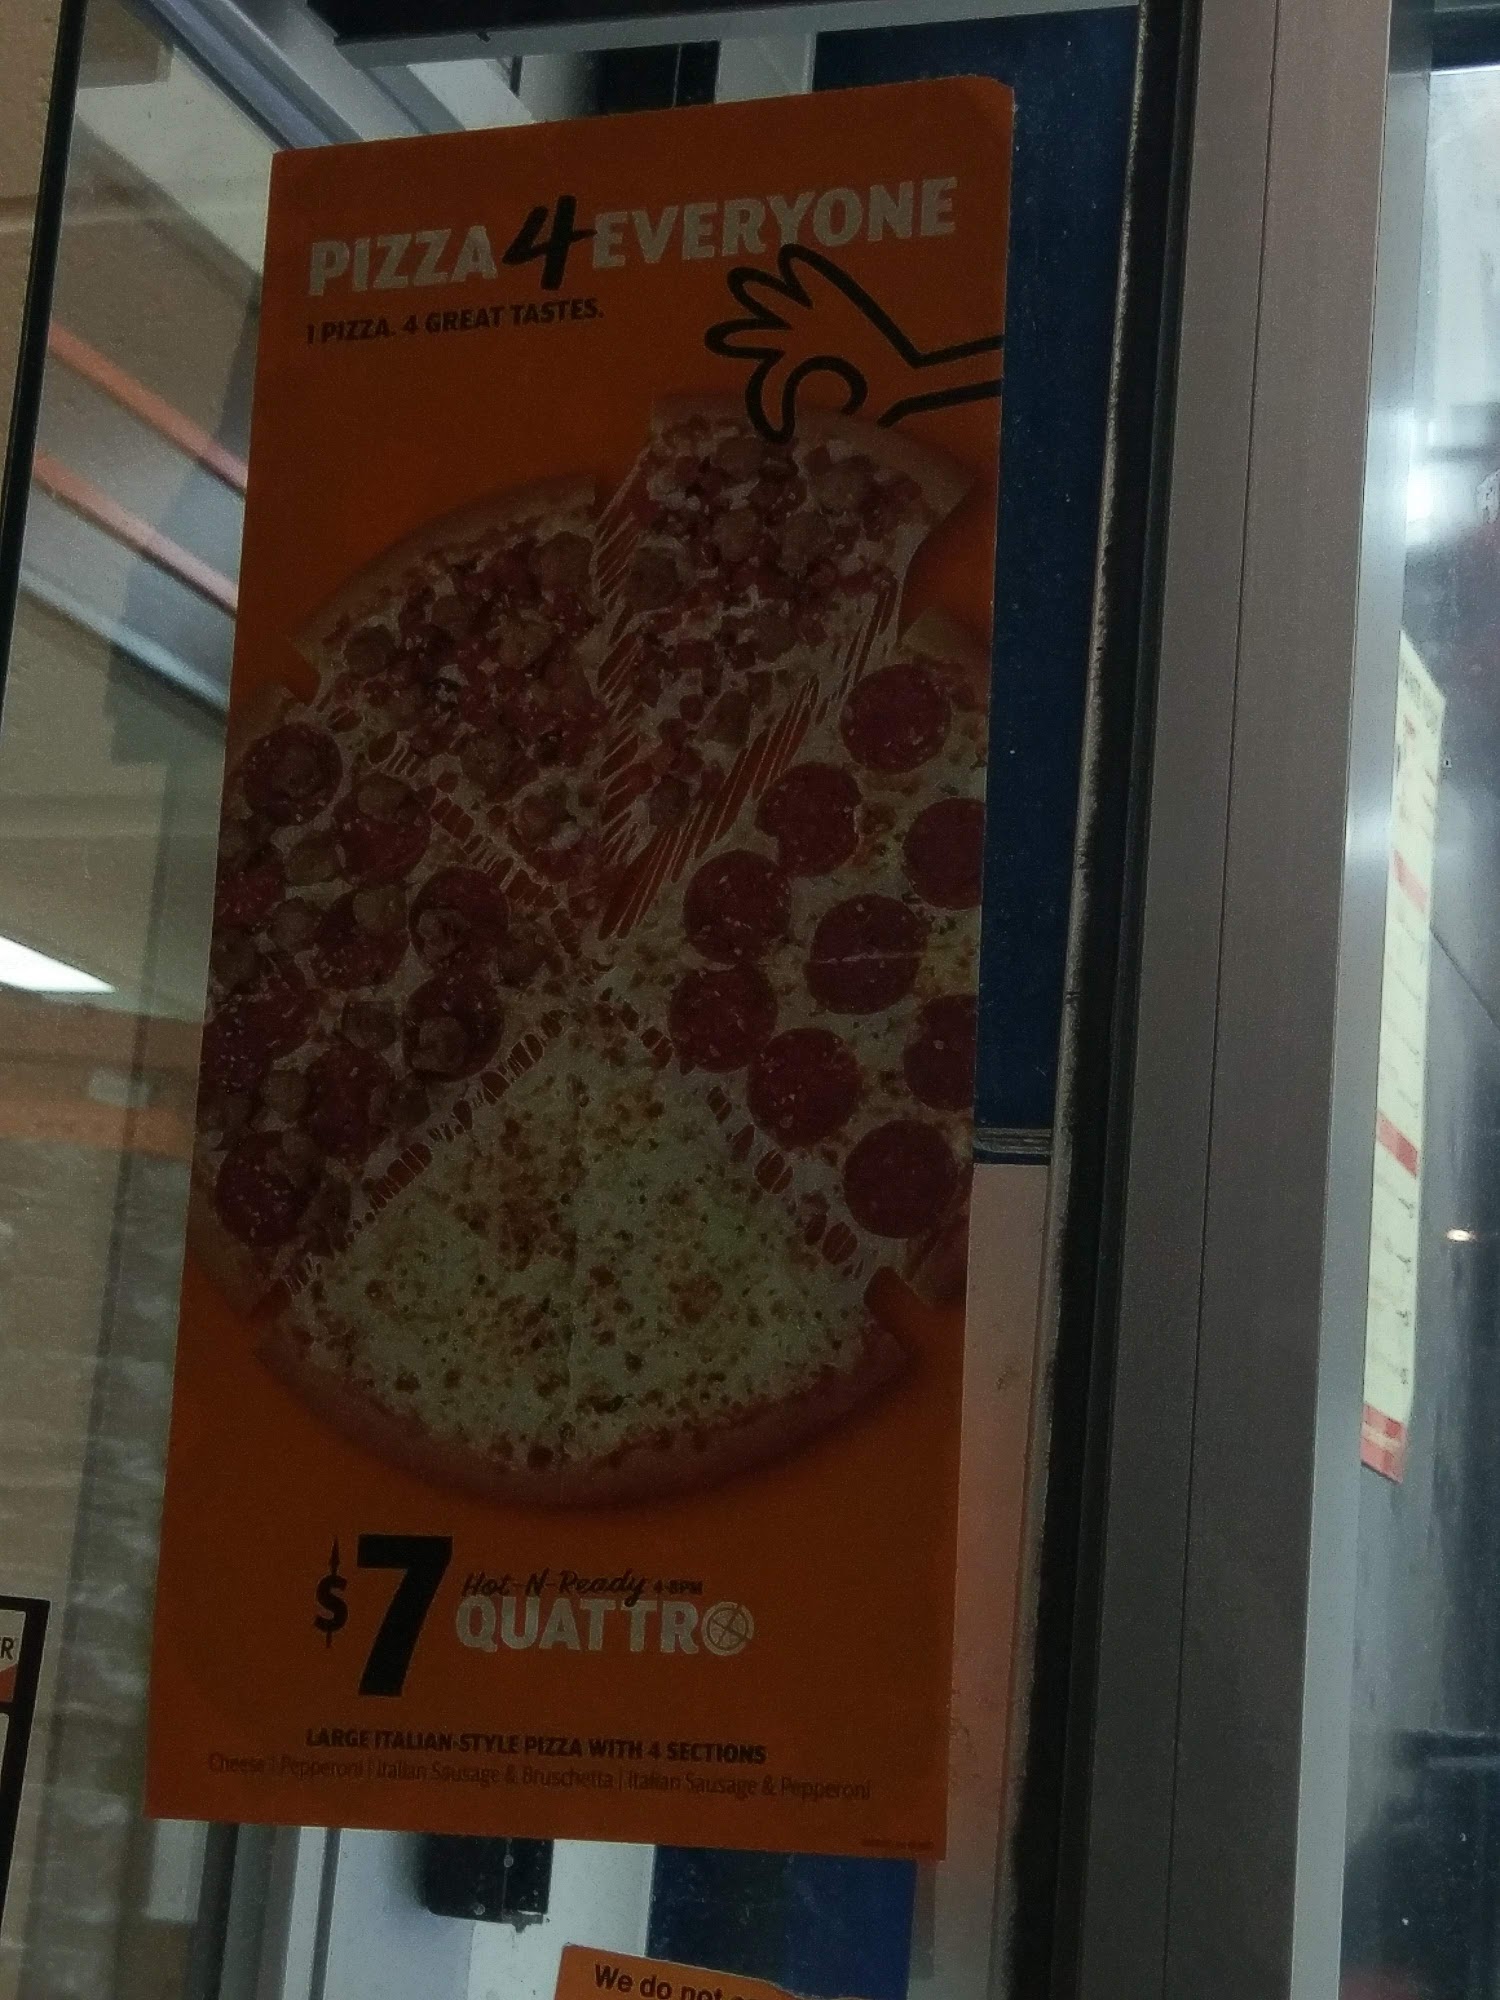 PIZZA 4 EVERYONE
1 PIZZA. 4 GREAT TASTES.
$7 Hot-N-Ready 4-8PM
QUATTRO
LARGE ITALIAN-STYLE PIZZA WITH 4 SECTIONS
Cheese | Pepperoni | Italian Sausage & Bruschetta | Italian Sausage & Pepperoni
We do not